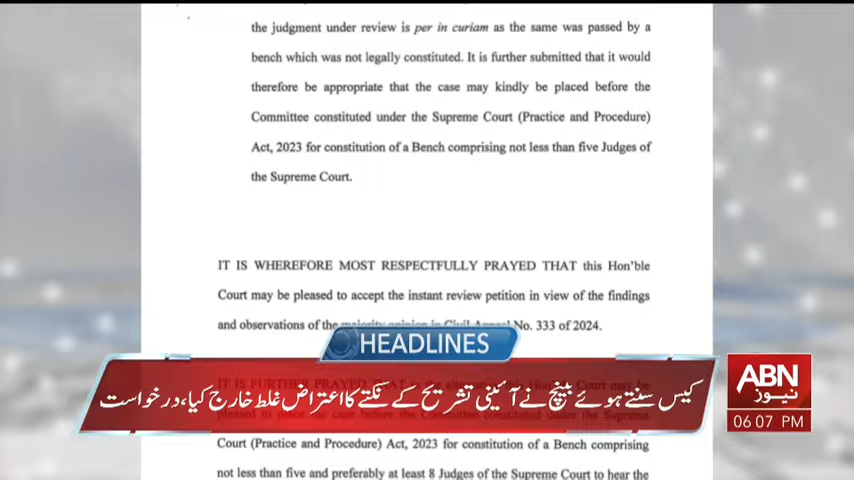 the judgment under review is per in curiam as the same was passed by a
bench which was not legally constituted. It is further submitted that it would
therefore be appropriate that the case may kindly be placed before the
Committee constituted under the Supreme Court (Practice and Procedure)
Act, 2023 for constitution of a Bench comprising not less than five Judges of
the Supreme Court.
IT IS WHEREFORE MOST RESPECTFULLY PRAYED THAT this Hon'ble
Court may be pleased to accept the instant review petition in view of the findings
and observations of the majority opinion in Civil Appeal No. 333 of 2024.
HEADLINES
IT IS FURTHER PRAYED THAT
کیس سنتے ہوئے بینچ نے آئینی تشریح کے نکتے کا اعتراض غلط خارج کیا، درخواست
ABN
نیوز
06:07 PM
Court (Practice and Procedure) Act, 2023 for constitution of a Bench comprising
not less than five and preferably at least 8 Judges of the Supreme Court to hear the